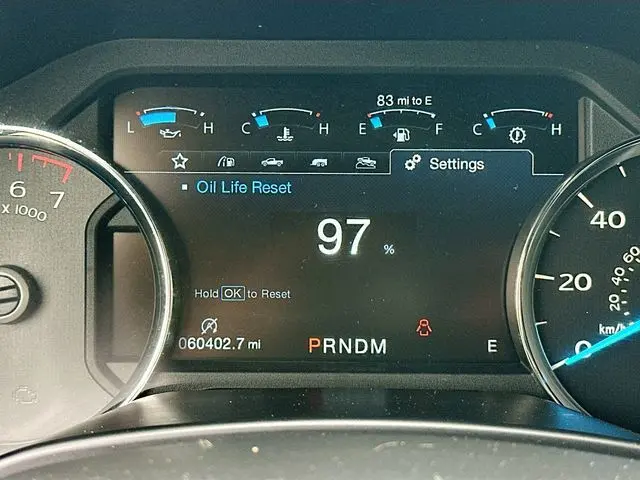 83 mi to E
L H C H E F C H
Settings
Oil Life Reset
97 %
Hold OK to Reset
060402.7 mi
PRNDM
E
6 7
x 1000
40
20
0
60
40
20
km/h